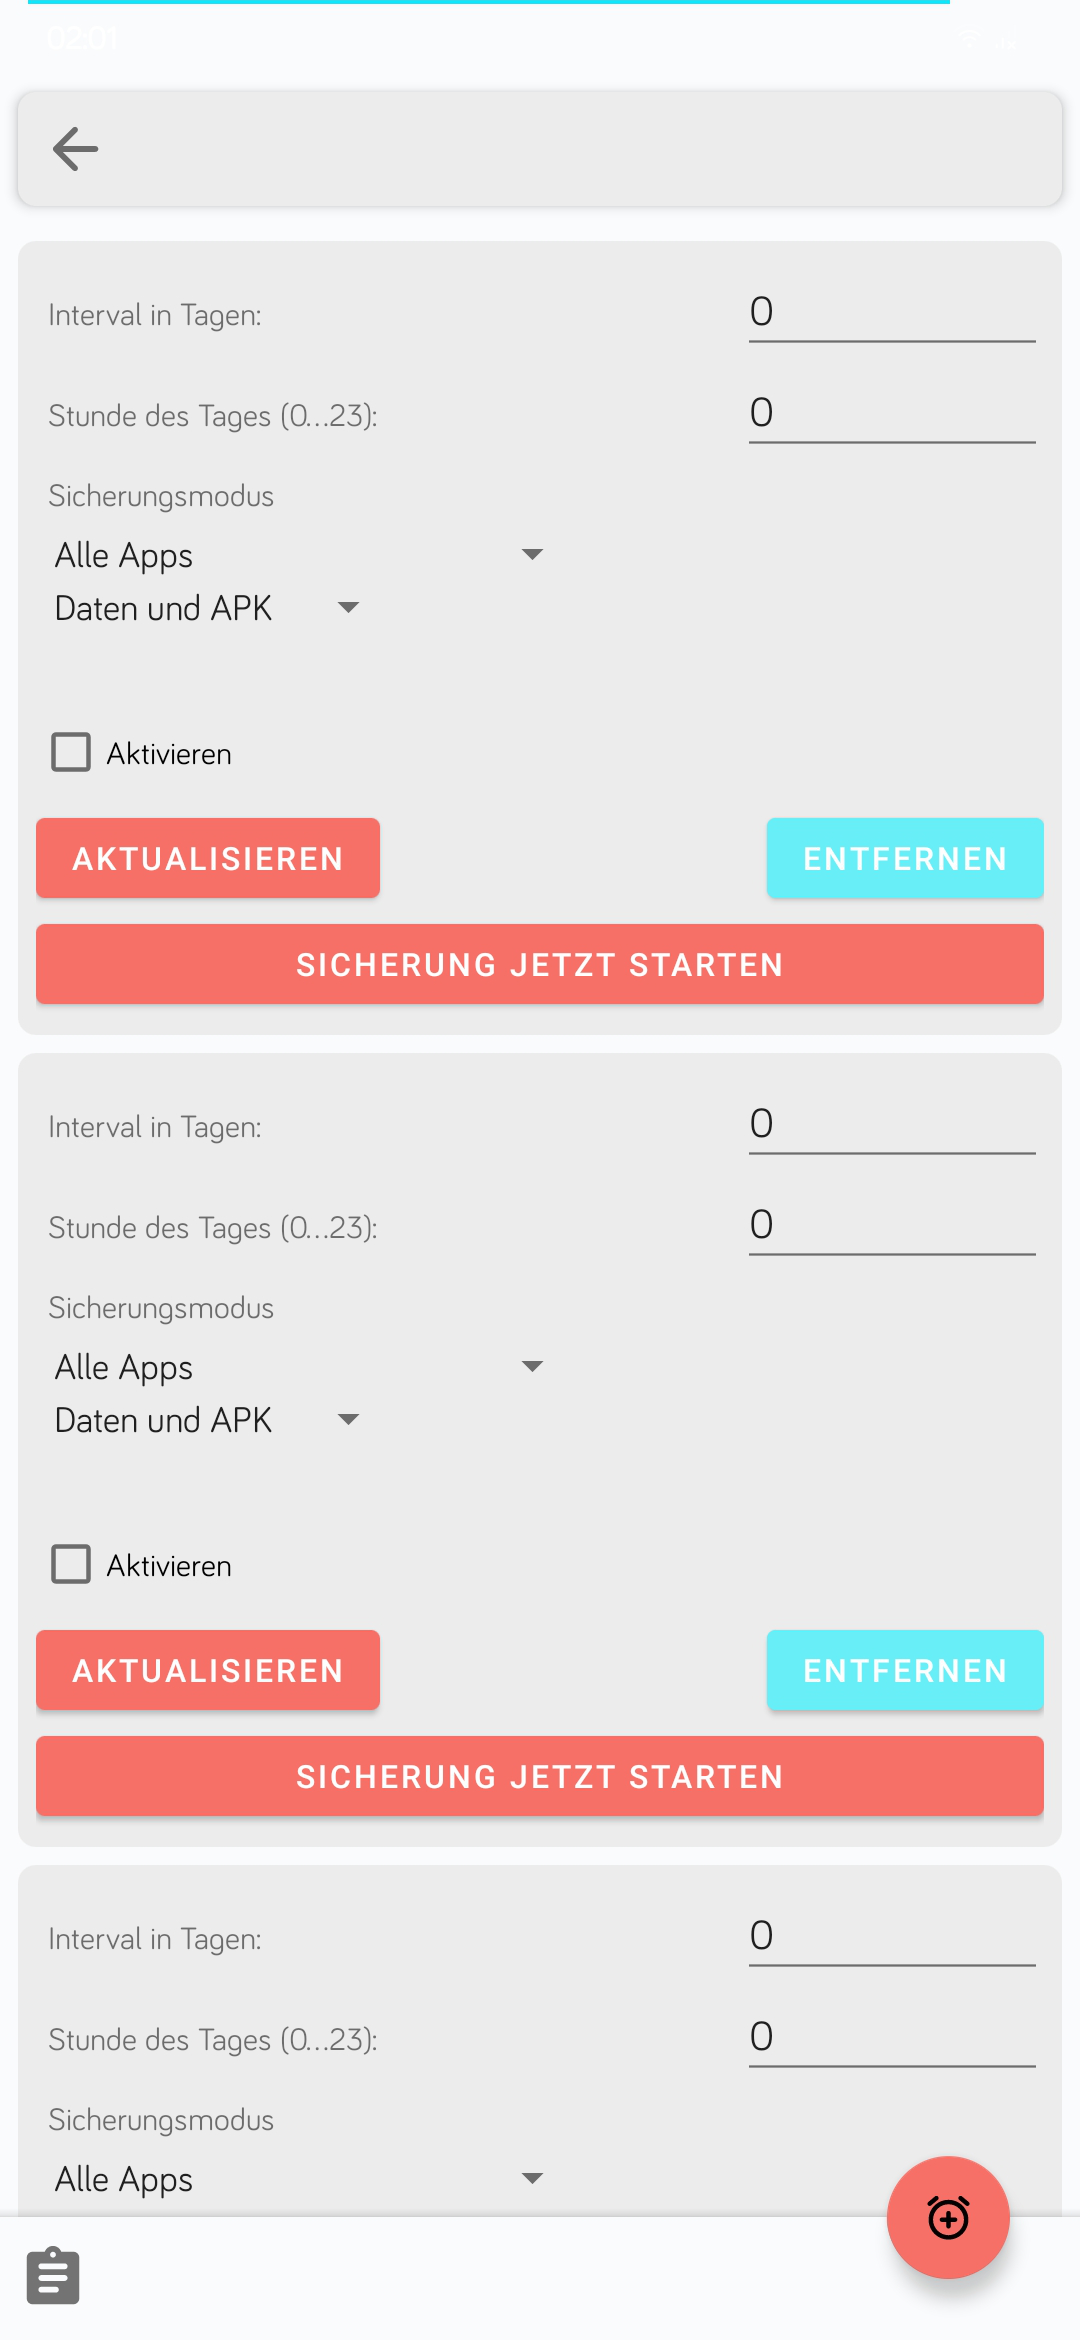 02:01
Interval in Tagen:
0
Stunde des Tages (0...23):
0
Sicherungsmodus
Alle Apps
Daten und APK
Aktivieren
AKTUALISIEREN
ENTFERNEN
SICHERUNG JETZT STARTEN
Interval in Tagen:
0
Stunde des Tages (0...23):
0
Sicherungsmodus
Alle Apps
Daten und APK
Aktivieren
AKTUALISIEREN
ENTFERNEN
SICHERUNG JETZT STARTEN
Interval in Tagen:
0
Stunde des Tages (0...23):
0
Sicherungsmodus
Alle Apps